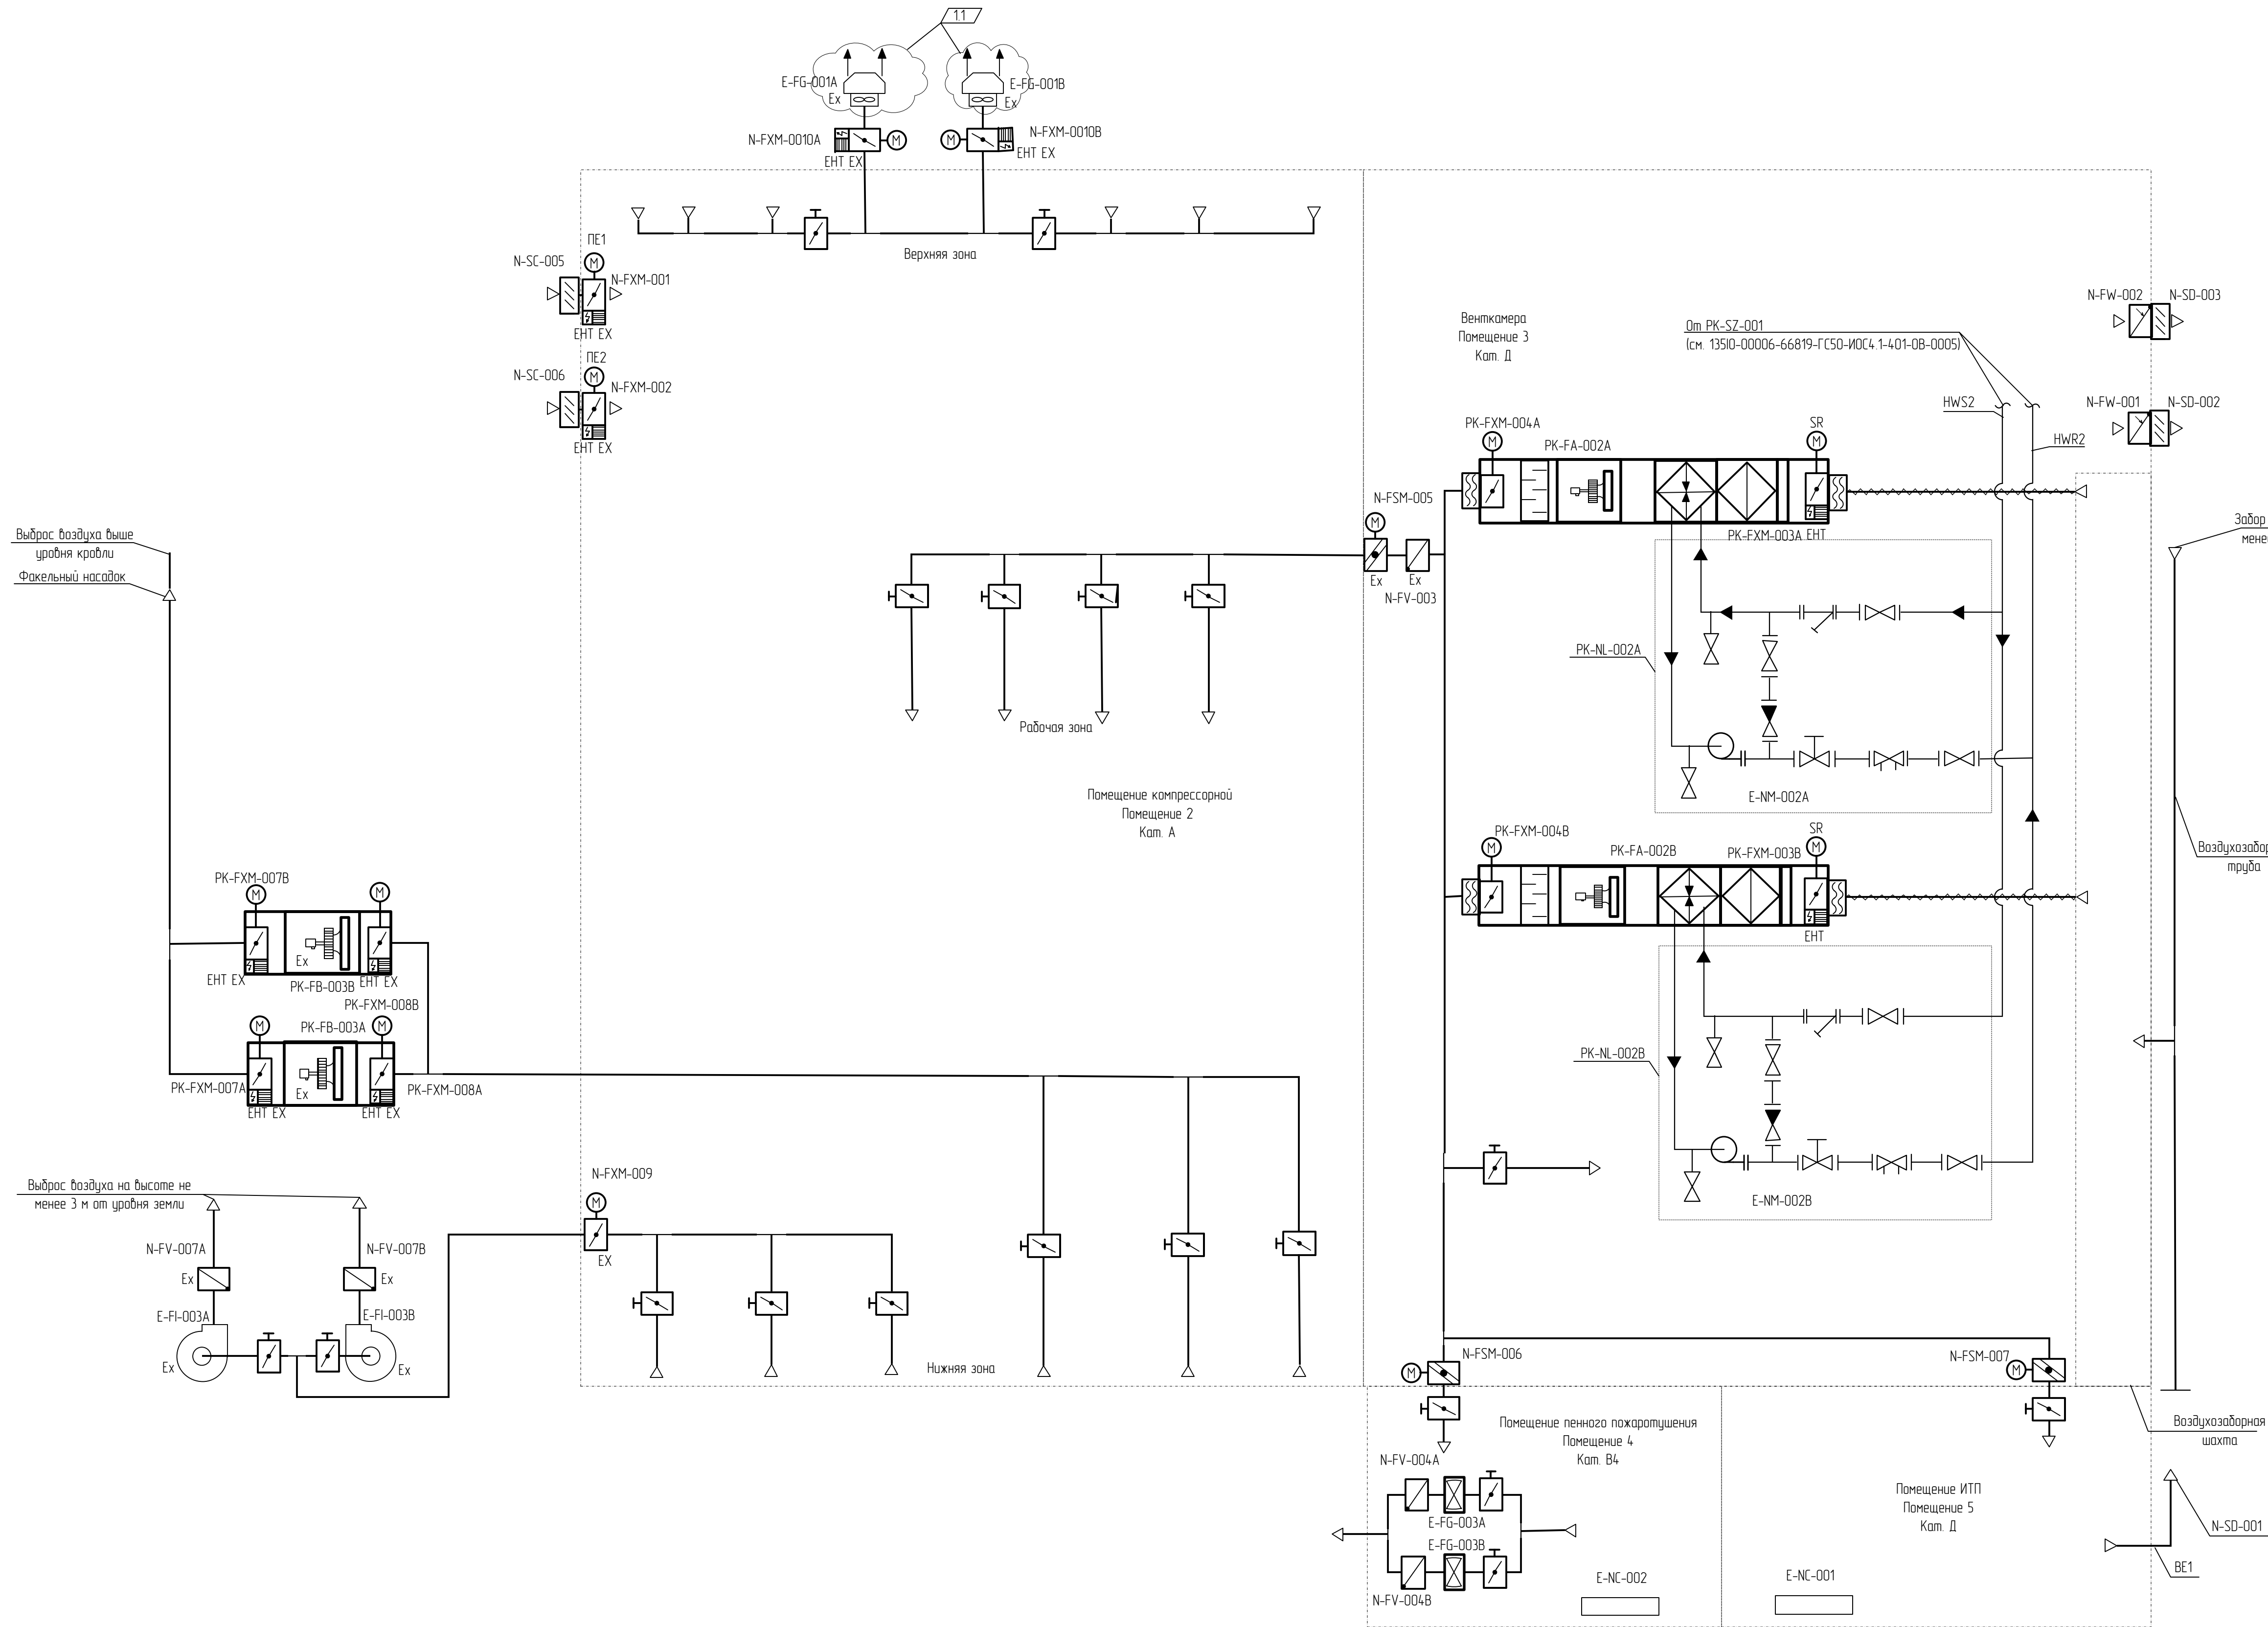 1.1
E-FG-001A
Ex
E-FG-001B
Ex
N-FXM-0010A
M
EHT EX
M
N-FXM-0010B
EHT EX
Верхняя зона
ПЕ1
N-SC-005
M
N-FXM-001
EHT EX
ПЕ2
N-SC-006
M
N-FXM-002
EHT EX
Венткамера
Помещение 3
Кат. Д
От PK-SZ-001
(см. 13510-00006-66819-ГС50-ИОС4.1-401-ОВ-0005)
HWS2
HWR2
N-FW-002
N-SD-003
N-FW-001
N-SD-002
PK-FXM-004A
M
PK-FA-002A
SR
M
PK-FXM-003A EHT
N-FSM-005
M
Ex
Ex
N-FV-003
Выброс воздуха выше
уровня кровли
Факельный насадок
Забор
Воздухозабор
труба
PK-NL-002A
E-NM-002A
Рабочая зона
Помещение компрессорной
Помещение 2
Кат. А
PK-FXM-004B
M
PK-FA-002B
PK-FXM-003B
SR
M
EHT
PK-NL-002B
E-NM-002B
PK-FXM-007B
M
M
Ex
EHT EX
PK-FB-003B
EHT EX
PK-FXM-008B
M
PK-FB-003A
M
PK-FXM-007A
Ex
PK-FXM-008A
EHT EX
EHT EX
Выброс воздуха на высоте не
менее 3 м от уровня земли
N-FV-007A
Ex
N-FV-007B
Ex
E-FI-003A
Ex
E-FI-003B
Ex
N-FXM-009
M
EX
Нижняя зона
N-FSM-006
M
N-FSM-007
M
Помещение пенного пожаротушения
Помещение 4
Кат. В4
N-FV-004A
E-FG-003A
E-FG-003B
N-FV-004B
E-NC-002
Помещение ИТП
Помещение 5
Кат. Д
E-NC-001
Воздухозаборная
шахта
N-SD-001
ВЕ1